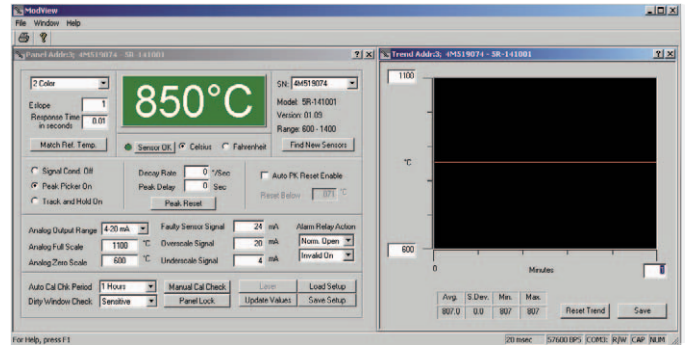 ModView
File Window Help
Panel Addr:3; 4M519074 - SR-141001
2 Color
Eslope 1
Response Time in seconds 0.01
Match Rel. Temp.
850°C
Sensor OK Celsius Fahrenheit
SN: 4M519074
Model: SR-141001
Version: 01.09
Range: 600 - 1400
Find New Sensors
Signal Cond. Off
Peak Picker On
Track and Hold On
Decay Rate 0 °/Sec
Peak Delay 0 Sec
Peak Reset
Auto PK Reset Enable
Reset Below 871 °C
Analog Output Range 4-20 mA
Analog Full Scale 1100 °C
Analog Zero Scale 600 °C
Faulty Sensor Signal 24 mA
Overscale Signal 20 mA
Underscale Signal 4 mA
Alarm Relay Action
Norm. Open
Invalid On
Auto Cal Chk Period 1 Hours
Dirty Window Check Sensitive
Manual Cal Check
Panel Lock
Laser
Update Values
Load Setup
Save Setup
Trend Addr:3; 4M519074 - SR-141001
1100
°C
600
0 Minutes 1
Avg. S.Dev. Min. Max.
807.0 0.0 807 807
Reset Trend Save
For Help, press F1
20 msec 57600 BPS COM3: R/W CAP NUM